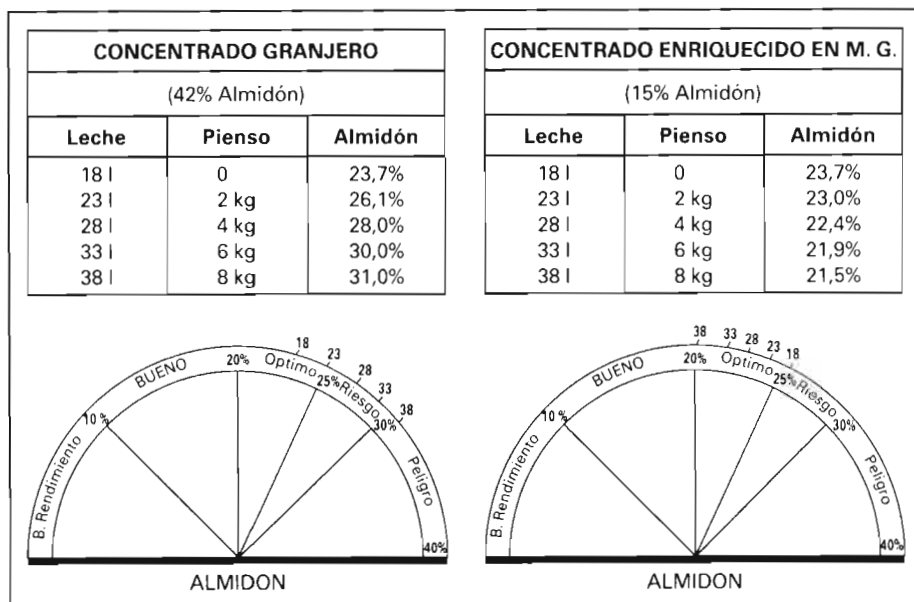 CONCENTRADO GRANJERO
(42% Almidón)
Leche Pienso Almidón
18 l 0 23,7%
23 l 2 kg 26,1%
28 l 4 kg 28,0%
33 l 6 kg 30,0%
38 l 8 kg 31,0%
CONCENTRADO ENRIQUECIDO EN M. G.
(15% Almidón)
Leche Pienso Almidón
18 l 0 23,7%
23 l 2 kg 23,0%
28 l 4 kg 22,4%
33 l 6 kg 21,9%
38 l 8 kg 21,5%
18 23 28 33 38
B. Rendimiento 10 % BUENO 20% Optimo 25% Riesgo 30% Peligro 40%
ALMIDON
38 33 28 23 18
B. Rendimiento 10 % BUENO 20% Optimo 25% Riesgo 30% Peligro 40%
ALMIDON